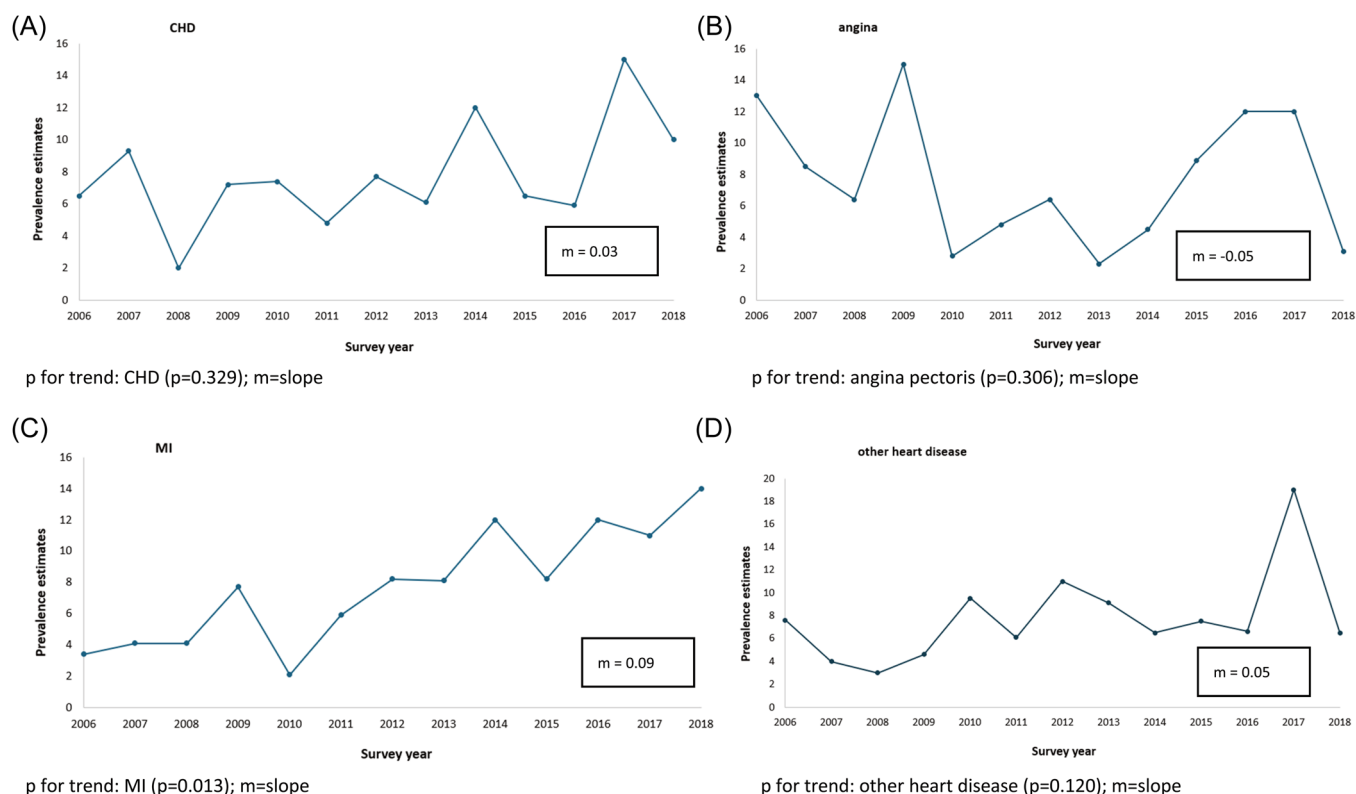 (A)
CHD
16
14
12
10
8
6
4
2
0
Prevalence estimates
m = 0.03
2006 2007 2008 2009 2010 2011 2012 2013 2014 2015 2016 2017 2018
Survey year
p for trend: CHD (p=0.329); m=slope
(B)
angina
16
14
12
10
8
6
4
2
0
Prevalence estimates
m = -0.05
2006 2007 2008 2009 2010 2011 2012 2013 2014 2015 2016 2017 2018
Survey year
p for trend: angina pectoris (p=0.306); m=slope
(C)
MI
16
14
12
10
8
6
4
2
0
Prevalence estimates
m = 0.09
2006 2007 2008 2009 2010 2011 2012 2013 2014 2015 2016 2017 2018
Survey year
p for trend: MI (p=0.013); m=slope
(D)
other heart disease
20
18
16
14
12
10
8
6
4
2
0
Prevalence estimates
m = 0.05
2006 2007 2008 2009 2010 2011 2012 2013 2014 2015 2016 2017 2018
Survey year
p for trend: other heart disease (p=0.120); m=slope